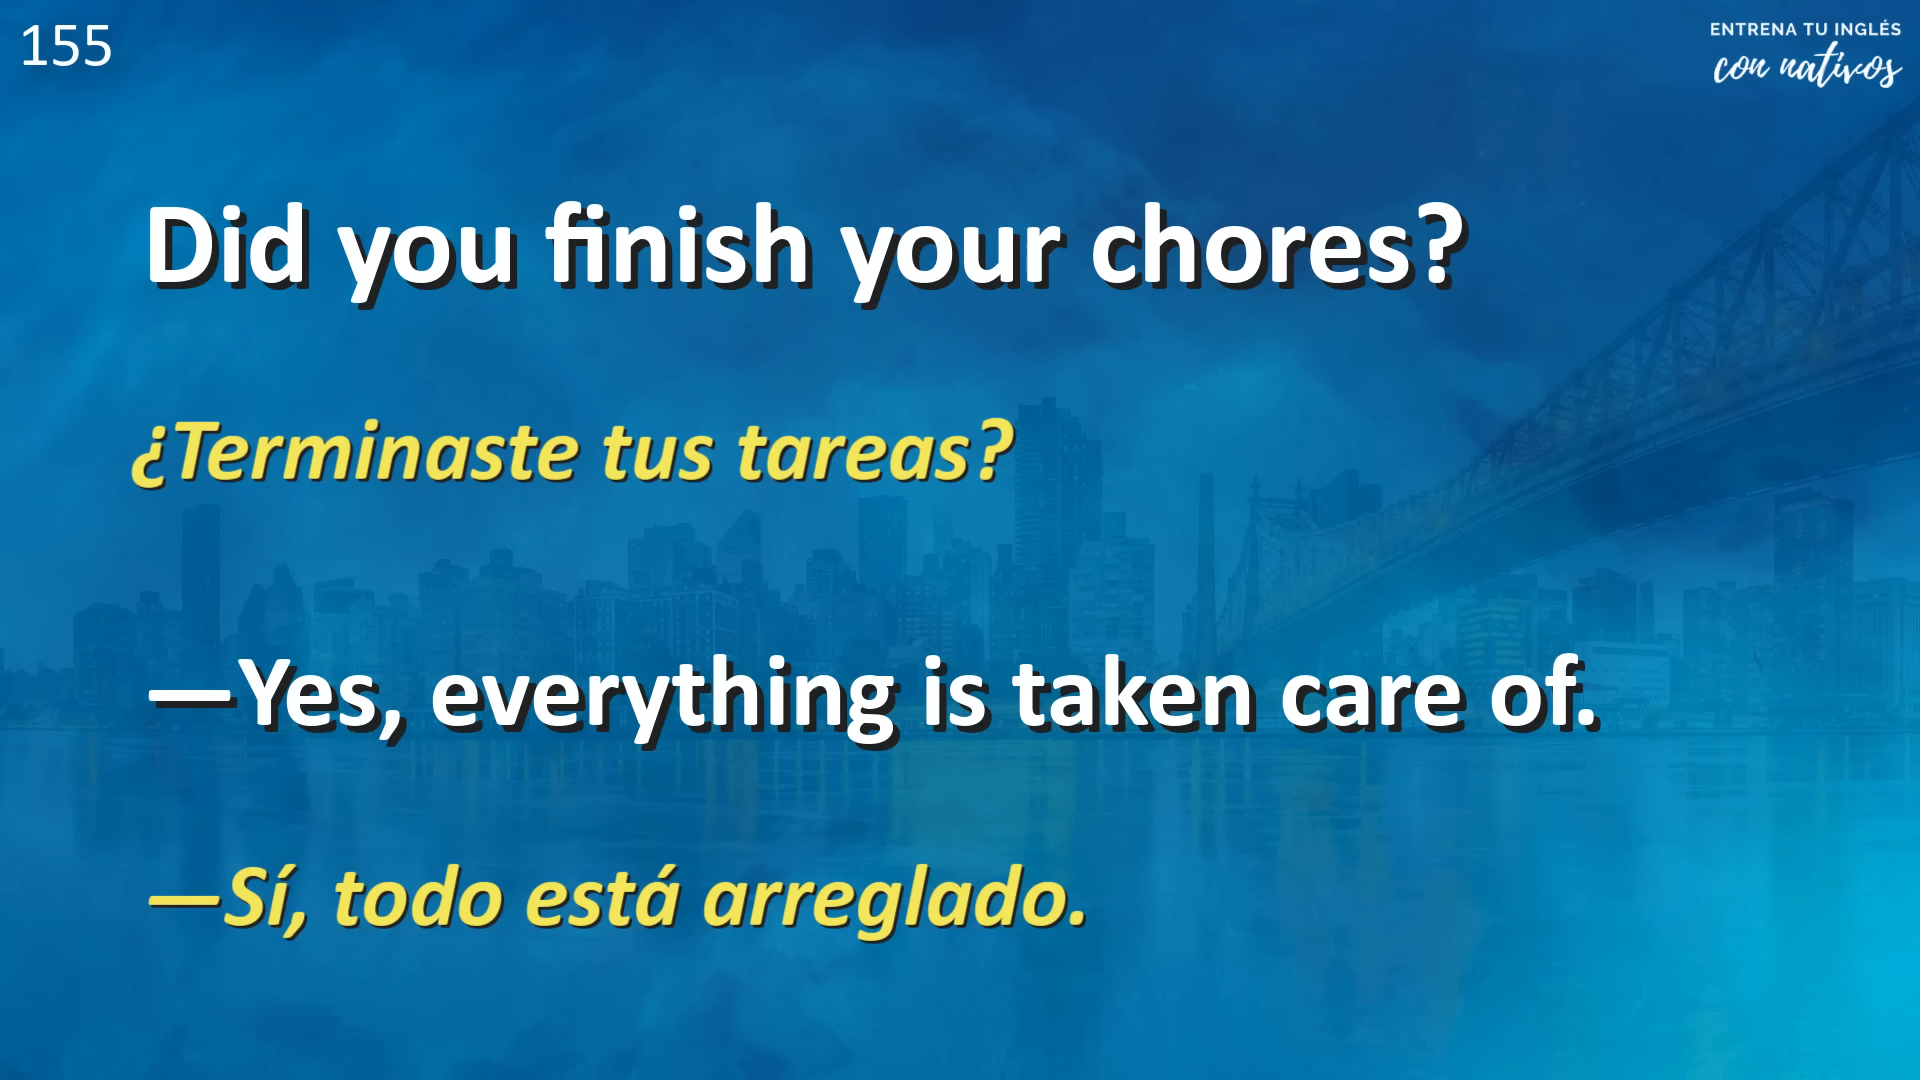 155
ENTRENA TU INGLÉS
con nativos
Did you finish your chores?
¿Terminaste tus tareas?
—Yes, everything is taken care of.
—Sí, todo está arreglado.